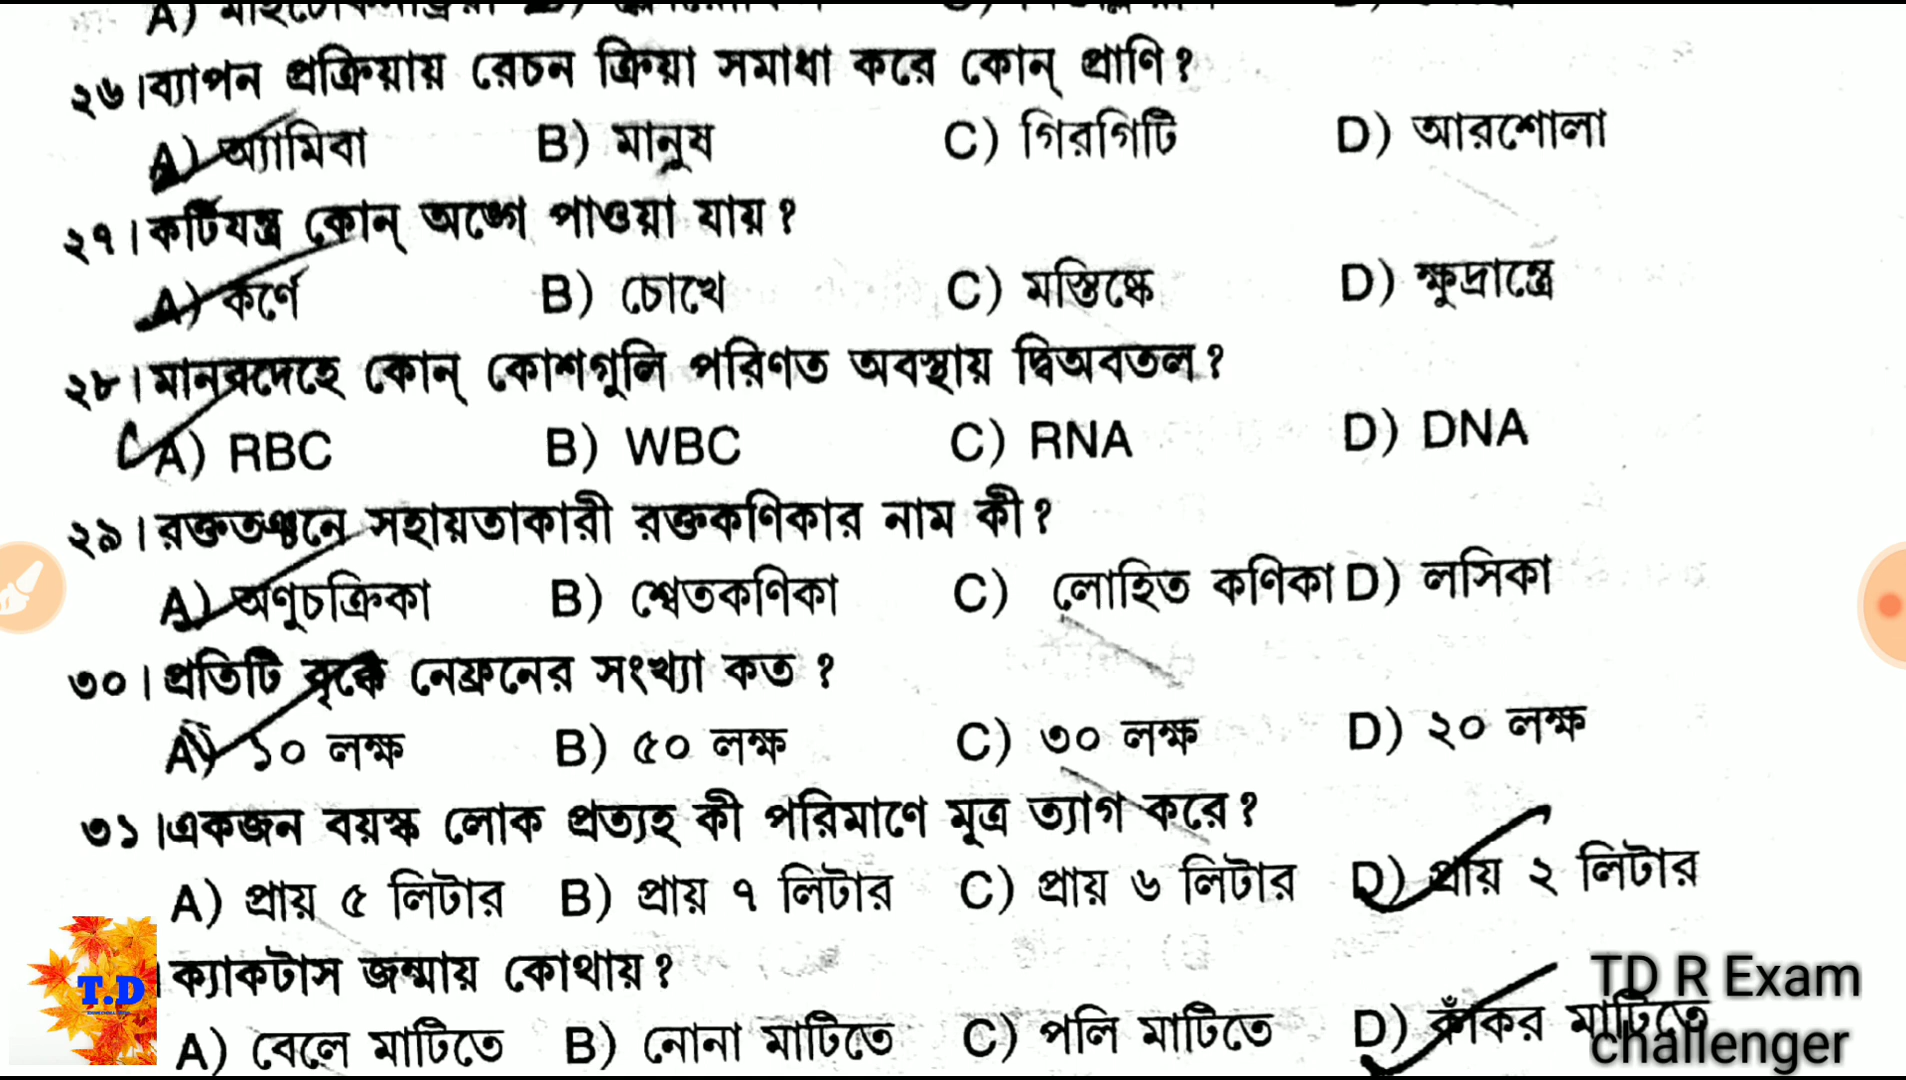 ২৬।ব্যাপন প্রক্রিয়ায় রেচন ক্রিয়া সমাধা করে কোন্ প্রাণি?
A) অ্যামিবা B) মানুষ C) গিরগিটি D) আরশোলা
২৭।কর্টিযন্ত্র কোন্ অঙ্গে পাওয়া যায়?
A) কর্ণে B) চোখে C) মস্তিষ্কে D) ক্ষুদ্রান্ত্রে
২৮।মানবদেহে কোন্ কোশগুলি পরিণত অবস্থায় দ্বিঅবতল?
A) RBC B) WBC C) RNA D) DNA
২৯।রক্ততঞ্চনে সহায়তাকারী রক্তকণিকার নাম কী?
A) অণুচক্রিকা B) শ্বেতকণিকা C) লোহিত কণিকা D) লসিকা
৩০।প্রতিটি বৃক্কে নেফ্রনের সংখ্যা কত ?
A) ১০ লক্ষ B) ৫০ লক্ষ C) ৩০ লক্ষ D) ২০ লক্ষ
৩১।একজন বয়স্ক লোক প্রত্যহ কী পরিমাণে মূত্র ত্যাগ করে?
A) প্রায় ৫ লিটার B) প্রায় ৭ লিটার C) প্রায় ৬ লিটার D) প্রায় ২ লিটার
।ক্যাকটাস জন্মায় কোথায়?
A) বেলে মাটিতে B) নোনা মাটিতে C) পলি মাটিতে D) কাঁকর মাটিতে
T.D
TD R Exam
challenger